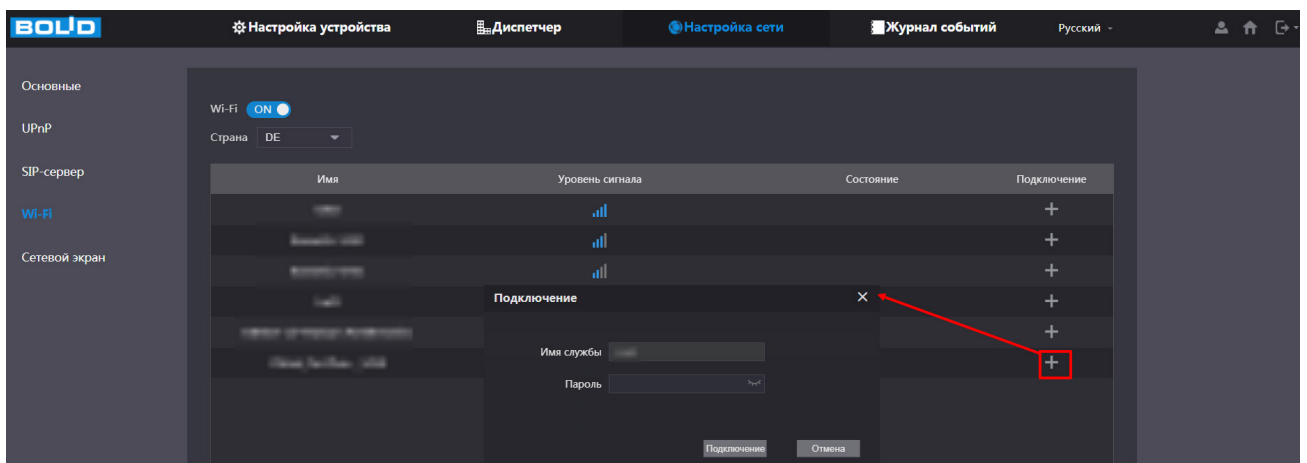 BOLID Настройка устройства Диспетчер Настройка сети Журнал событий Русский
Основные
UPnP
SIP-сервер
Wi-Fi
Сетевой экран
Wi-Fi ON
Страна DE
Имя Уровень сигнала Состояние Подключение
Подключение
Имя службы
Пароль
Подключение Отмена